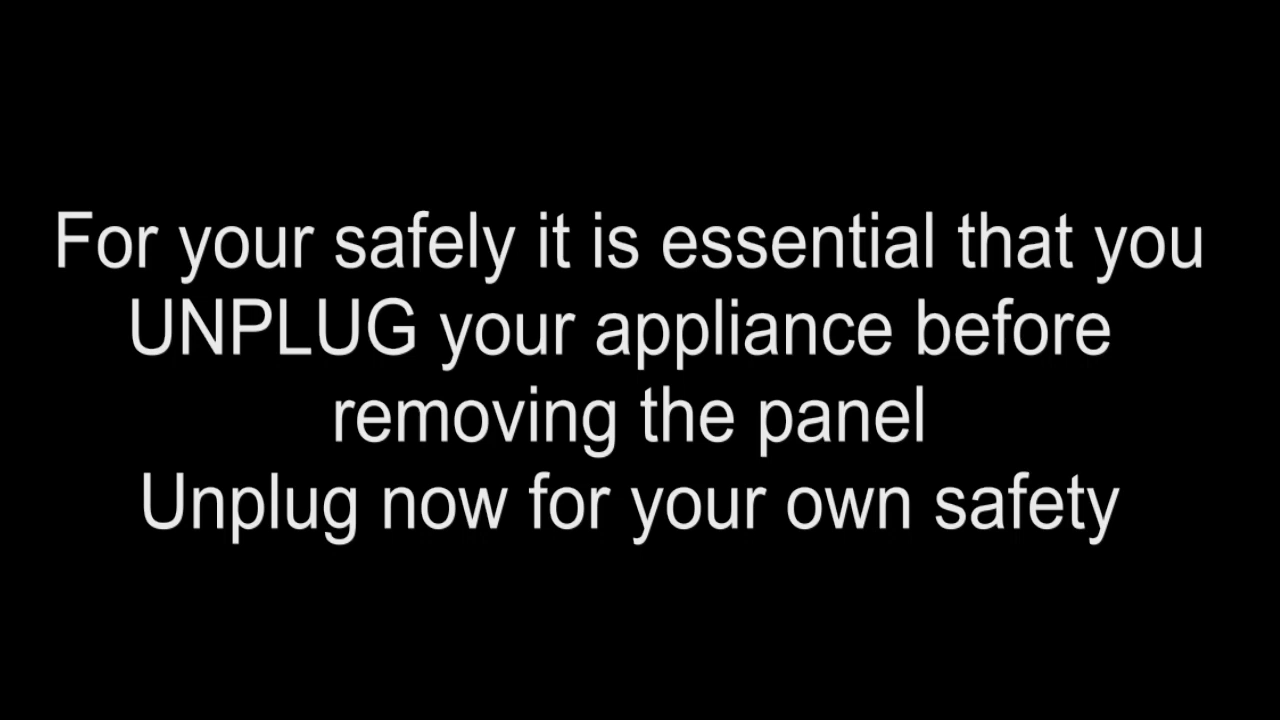 For your safely it is essential that you
UNPLUG your appliance before
removing the panel
Unplug now for your own safety